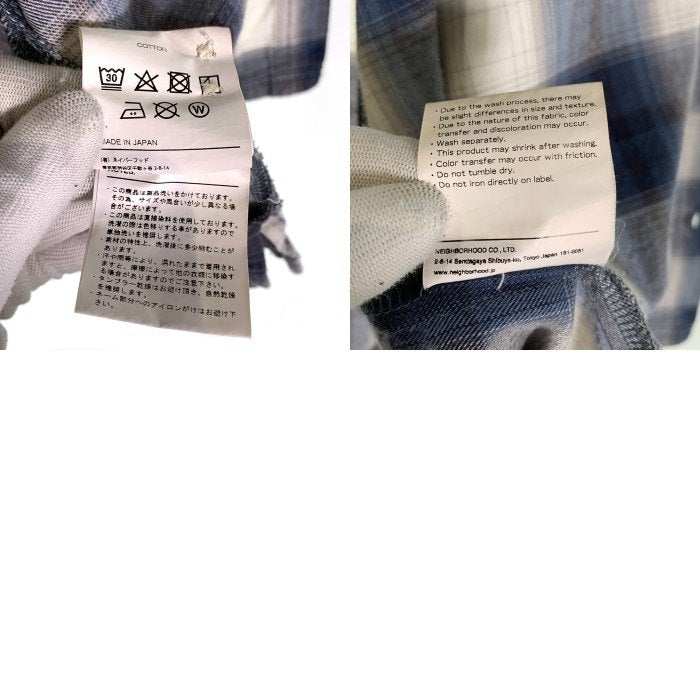 COTTON
30
W
MADE IN JAPAN
ネイバーフッド
・この商品は製品洗いをかけております。
その為、サイズや風合いが少し異なる場
合がございます。
・この商品は直接染料を使用しております。
洗濯の際は色移りする事がありますので
単独洗いを推奨します。
・素材の特性上、洗濯後に多少縮むことが
あります。
・汗や雨等により、濡れたままで着用され
ますと、摩擦によって他の衣類に移染す
る場合がありますのでご注意下さい。
・タンブラー乾燥はお避け頂き、自然乾燥
を推奨します。
・ネーム部分へのアイロンがけはお避け下
さい。
・Due to the wash process, there may
be slight differences in size and texture.
・Due to the nature of this fabric, color
transfer and discoloration may occur.
・Wash separately.
・This product may shrink after washing.
・Color transfer may occur with friction.
・Do not tumble dry.
・Do not iron directly on label.
NEIGHBORHOOD CO., LTD.
2-8-14 Sendagaya Shibuya-ku, Tokyo Japan 151-0051
www.neighborhood.jp